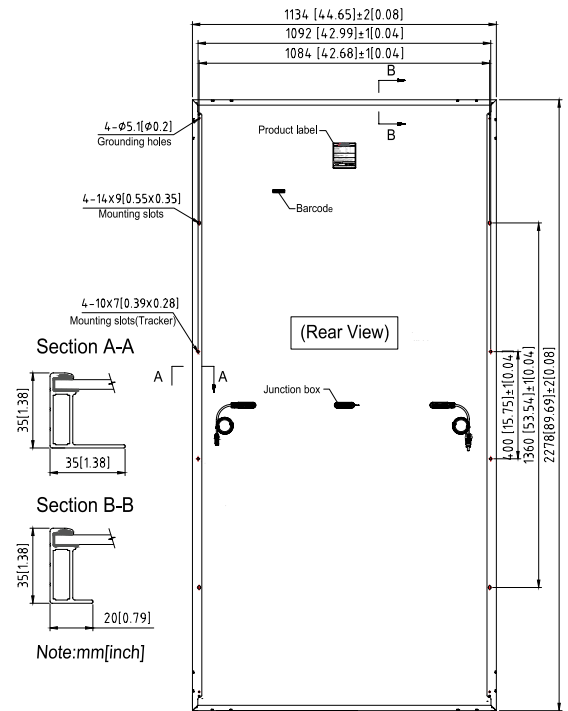 1134 [44.65]±2[0.08]
1092 [42.99]±1[0.04]
1084 [42.68]±1[0.04]
B
B
4-Ø5.1[Ø0.2]
Grounding holes
Product label
4-14X9[0.55X0.35]
Mounting slots
Barcode
4-10X7[0.39X0.28]
Mounting slots(Tracker)
(Rear View)
Section A-A
A
A
Junction box
35[1.38]
35[1.38]
400 [15.75]±1[0.04]
1360 [53.54]±1[0.04]
2278[89.69]±2[0.08]
Section B-B
35[1.38]
20[0.79]
Note:mm[inch]